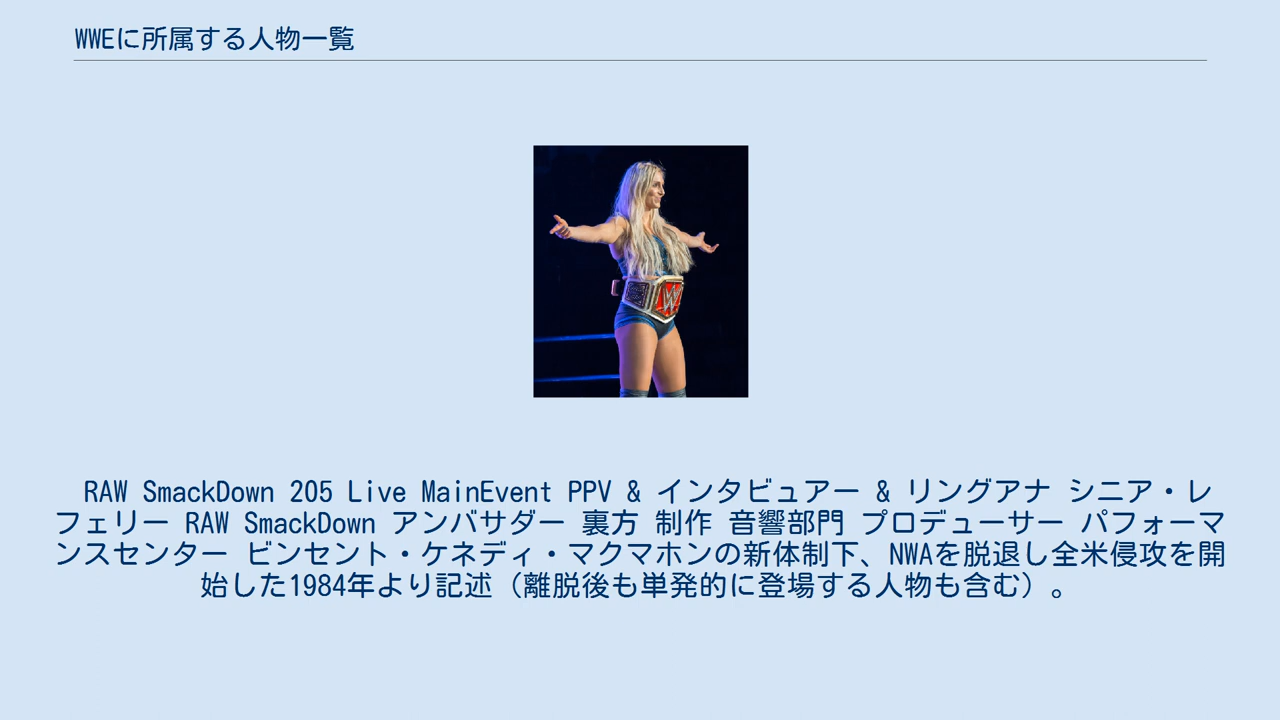 WWEに所属する人物一覧
RAW SmackDown 205 Live MainEvent PPV & インタビュアー & リングアナ シニア・レ
フェリー RAW SmackDown アンバサダー 裏方 制作 音響部門 プロデューサー パフォーマ
ンスセンター ビンセント・ケネディ・マクマホンの新体制下、NWAを脱退し全米侵攻を開
始した1984年より記述（離脱後も単発的に登場する人物も含む）。